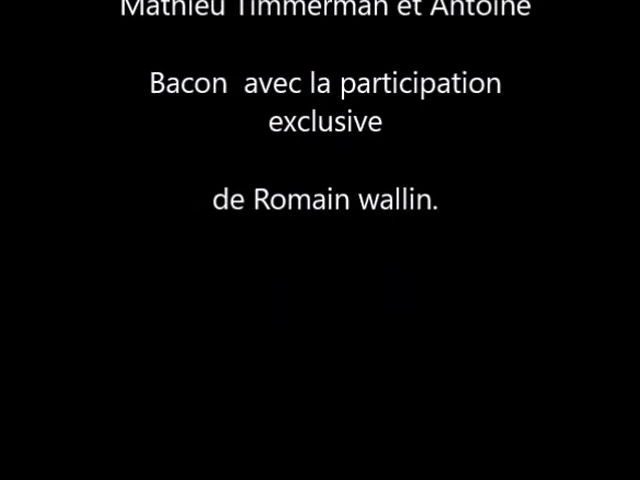 Mathieu Timmerman et Antoine
Bacon  avec la participation
exclusive
de Romain wallin.